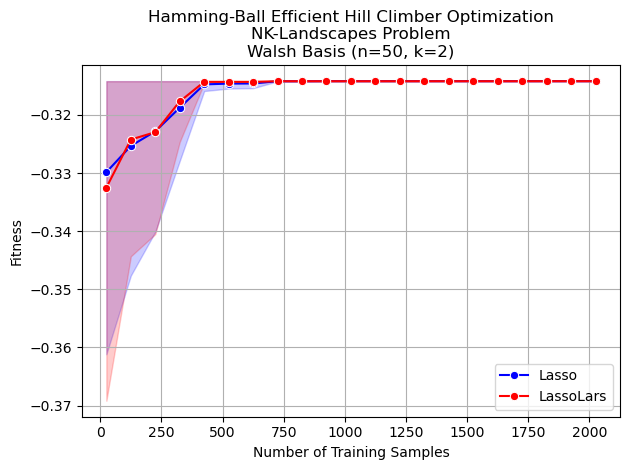 Hamming-Ball Efficient Hill Climber Optimization
NK-Landscapes Problem
Walsh Basis (n=50, k=2)
Fitness
−0.32
−0.33
−0.34
−0.35
−0.36
−0.37
0
250
500
750
1000
1250
1500
1750
2000
Number of Training Samples
Lasso
LassoLars